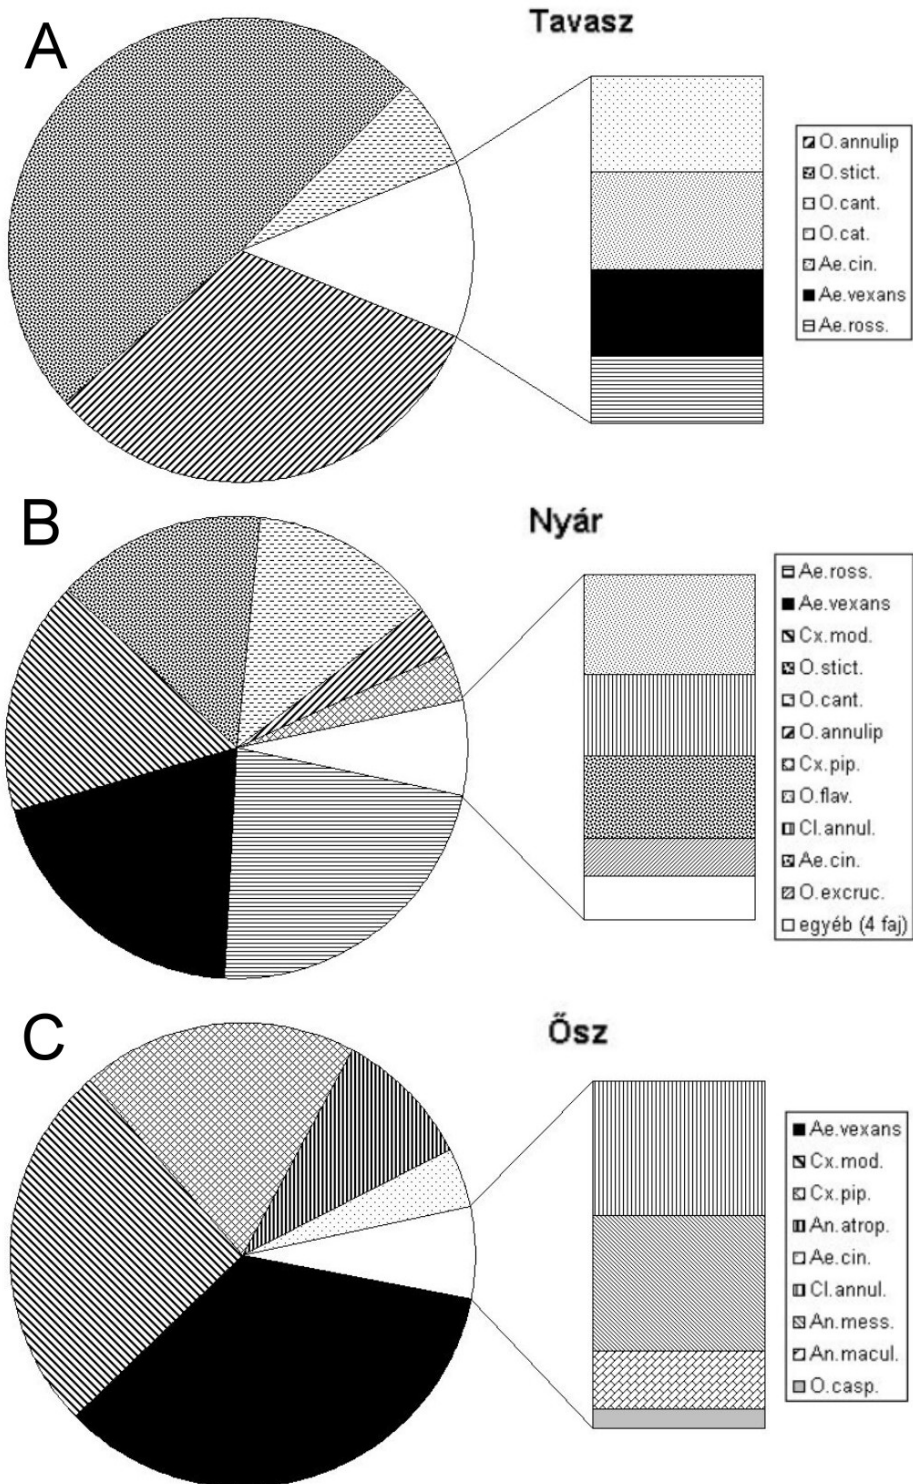 A
Tavasz
O.annulip
O.stict.
O.cant.
O.cat.
Ae.cin.
Ae.vexans
Ae.ross.
B
Nyár
Ae.ross.
Ae.vexans
Cx.mod.
O.stict.
O.cant.
O.annulip
Cx.pip.
O.flav.
Cl.annul.
Ae.cin.
O.excruc.
egyéb (4 faj)
C
Ősz
Ae.vexans
Cx.mod.
Cx.pip.
An.atrop.
Ae.cin.
Cl.annul.
An.mess.
An.macul.
O.casp.